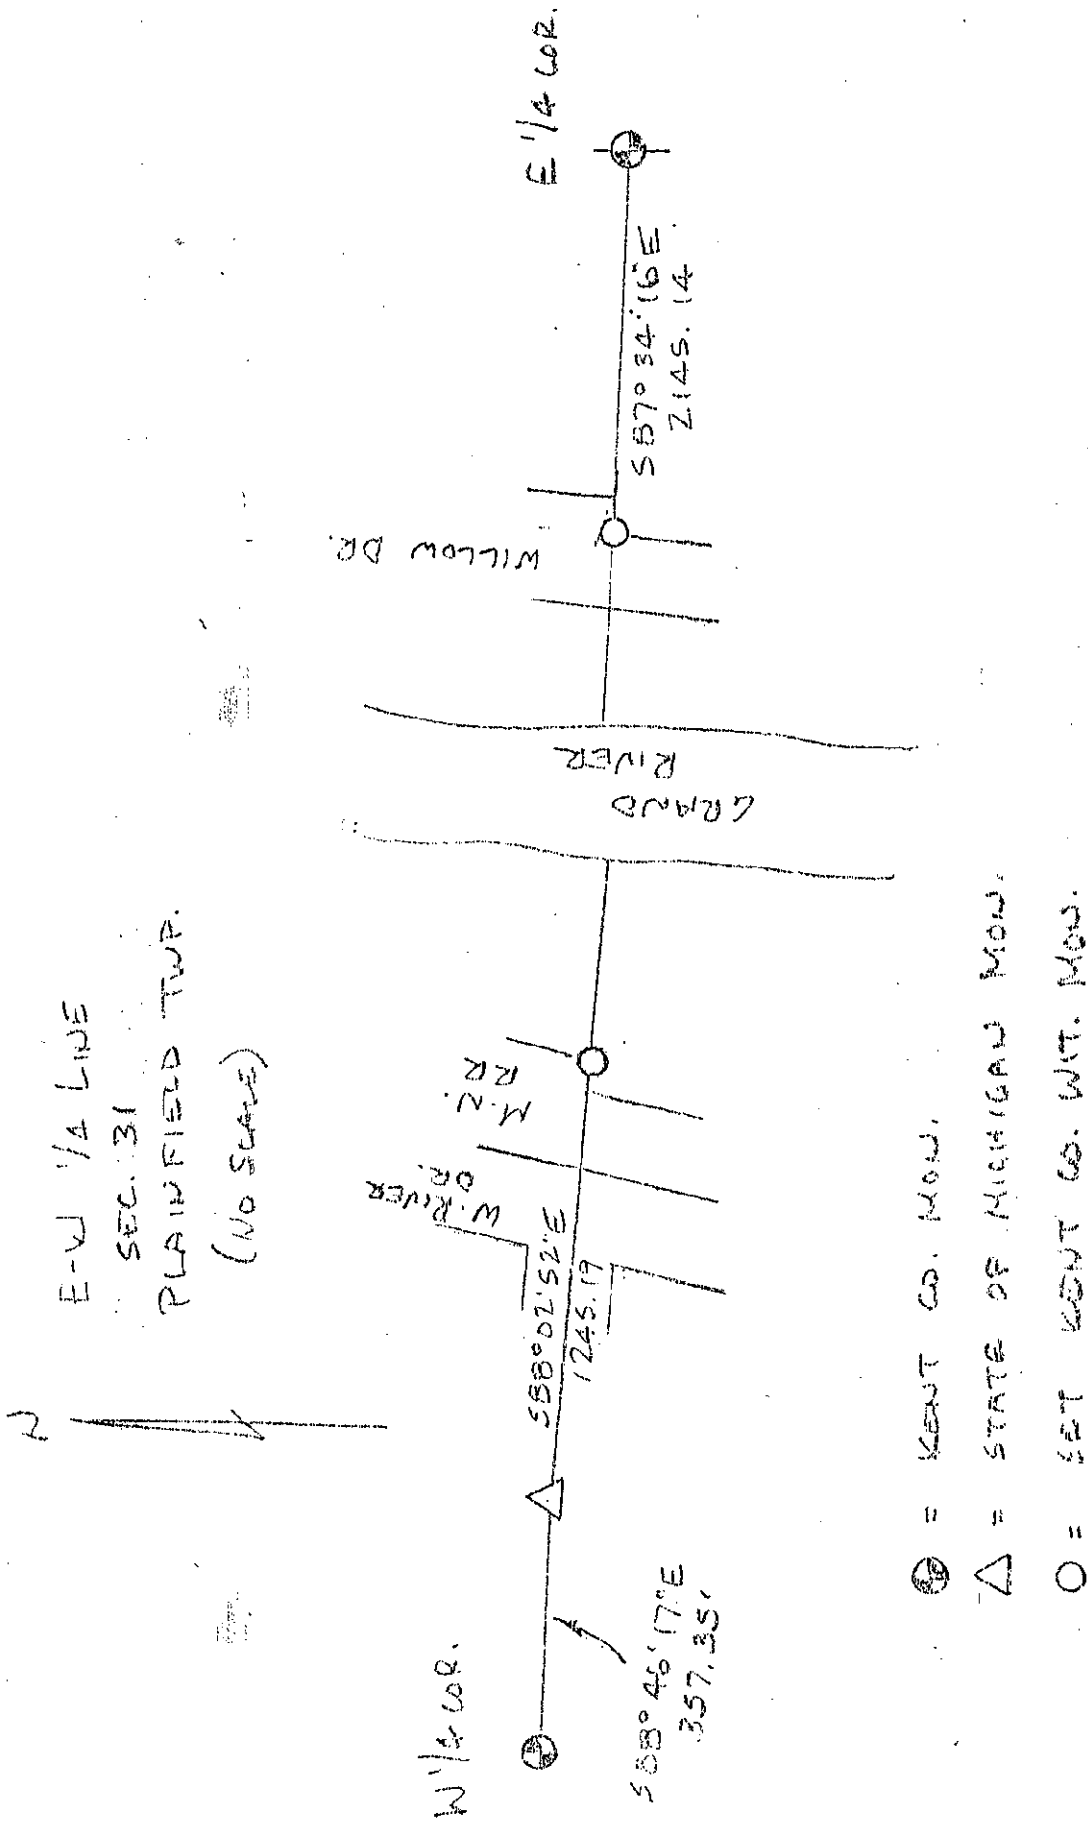 N
E-W 1/4 LINE
SEC. 31
PLAINFIELD TWP.
(NO SCALE)
W 1/4 COR.
S88°46'17"E
357.35'
S88°02'52"E
1245.19
W. RIVER
DR.
M.N.
RR
GRAND
RIVER
WILLOW DR.
S87°34'16"E
2145.14
E 1/4 COR.
= KENT CO. MON.
△ = STATE OF MICHIGAN MON.
O = SET KENT CO. WIT. MON.